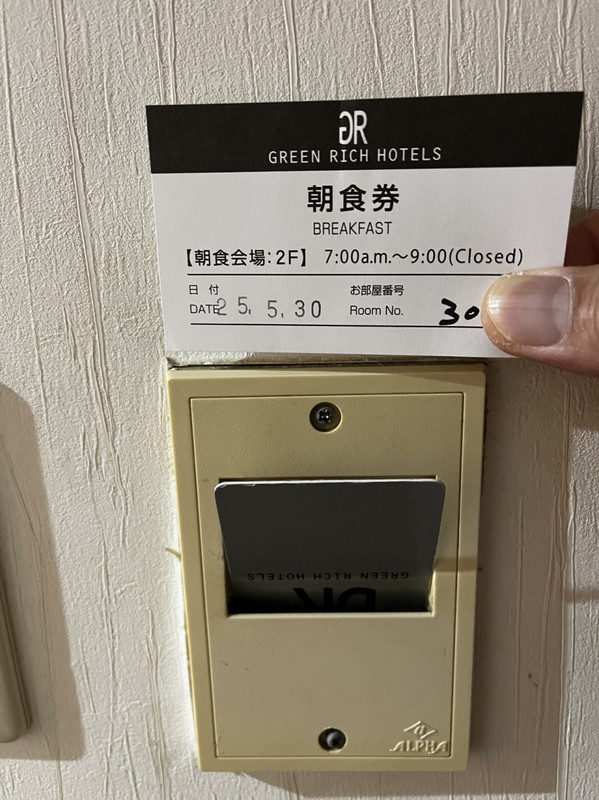 GR
GREEN RICH HOTELS
朝食券
BREAKFAST
【朝食会場:2F】 7:00a.m.〜9:00(Closed)
日 付
お部屋番号
DATE 25, 5, 30
Room No. 30
GREEN RICH HOTELS
GR
ALPHA